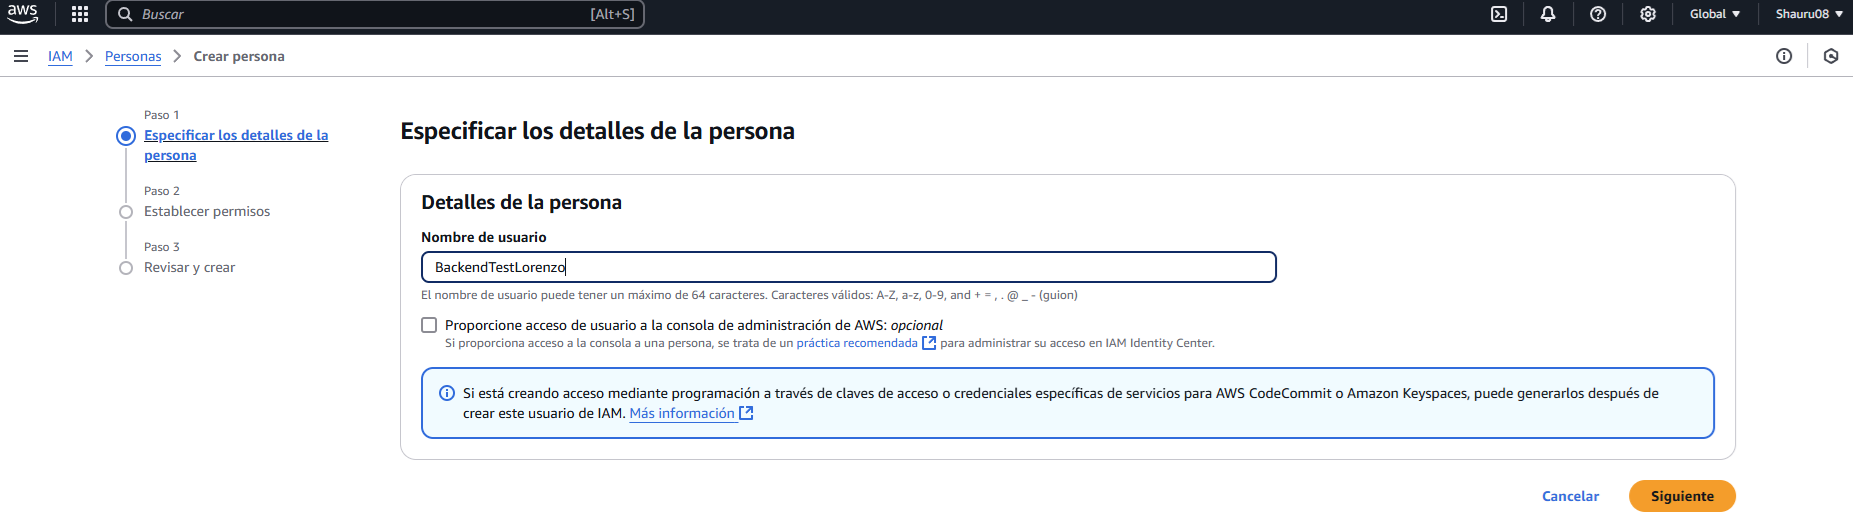 aws
Buscar
[Alt+S]
Global
Shauru08
IAM
Personas
Crear persona
Paso 1
Especificar los detalles de la
persona
Paso 2
Establecer permisos
Paso 3
Revisar y crear
Especificar los detalles de la persona
Detalles de la persona
Nombre de usuario
BackendTestLorenzo
El nombre de usuario puede tener un máximo de 64 caracteres. Caracteres válidos: A-Z, a-z, 0-9, and + = , . @ _ - (guion)
Proporcione acceso de usuario a la consola de administración de AWS: opcional
Si proporciona acceso a la consola a una persona, se trata de un práctica recomendada para administrar su acceso en IAM Identity Center.
Si está creando acceso mediante programación a través de claves de acceso o credenciales específicas de servicios para AWS CodeCommit o Amazon Keyspaces, puede generarlos después de
crear este usuario de IAM. Más información
Cancelar
Siguiente